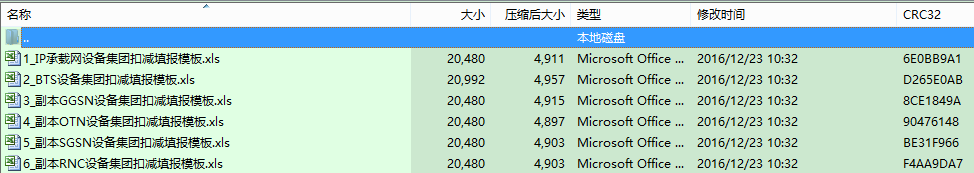 名称 大小 压缩后大小 类型 修改时间 CRC32
.. 本地磁盘
1_IP承载网设备集团扣减填报模板.xls 20,480 4,911 Microsoft Office ... 2016/12/23 10:32 6E0BB9A1
2_BTS设备集团扣减填报模板.xls 20,992 4,957 Microsoft Office ... 2016/12/23 10:32 D265E0AB
3_副本GGSN设备集团扣减填报模板.xls 20,480 4,915 Microsoft Office ... 2016/12/23 10:32 8CE1849A
4_副本OTN设备集团扣减填报模板.xls 20,480 4,897 Microsoft Office ... 2016/12/23 10:32 90476148
5_副本SGSN设备集团扣减填报模板.xls 20,480 4,903 Microsoft Office ... 2016/12/23 10:32 BE31F966
6_副本RNC设备集团扣减填报模板.xls 20,480 4,903 Microsoft Office ... 2016/12/23 10:32 F4AA9DA7